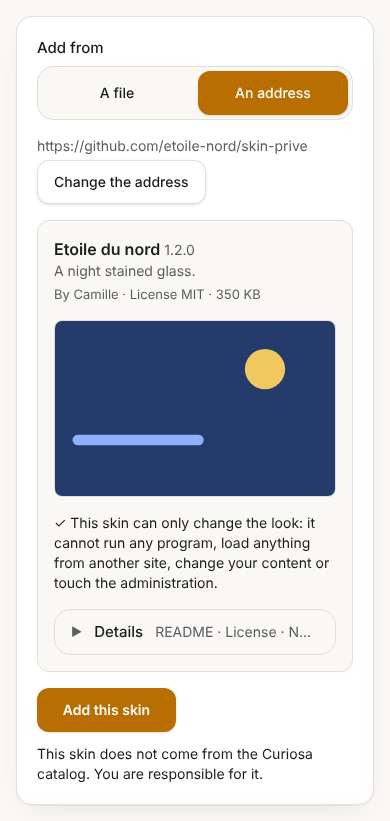 Add from
A file
An address
https://github.com/etoile-nord/skin-prive
Change the address
Etoile du nord 1.2.0
A night stained glass.
By Camille · License MIT · 350 KB
✓ This skin can only change the look: it
cannot run any program, load anything
from another site, change your content or
touch the administration.
▶ Details README · License · N...
Add this skin
This skin does not come from the Curiosa
catalog. You are responsible for it.